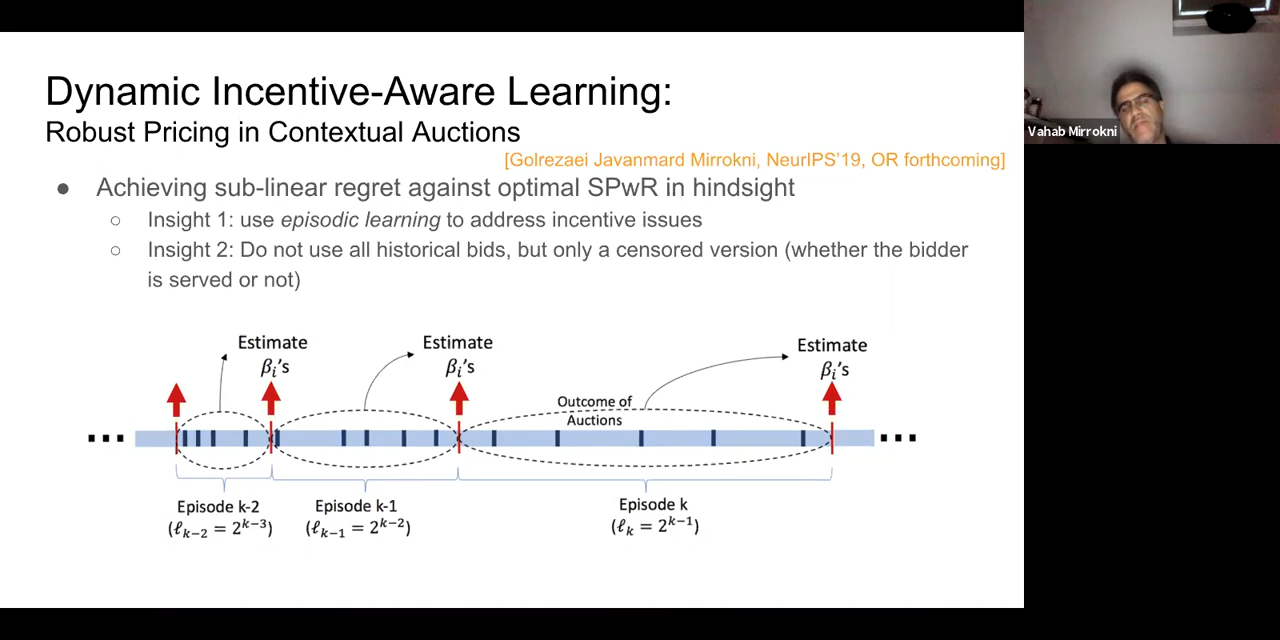 Dynamic Incentive-Aware Learning:
Robust Pricing in Contextual Auctions
[Golrezaei Javanmard Mirrokni, NeurIPS'19, OR forthcoming]
● Achieving sub-linear regret against optimal SPwR in hindsight
○ Insight 1: use episodic learning to address incentive issues
○ Insight 2: Do not use all historical bids, but only a censored version (whether the bidder
is served or not)
Estimate
βᵢ's
Estimate
βᵢ's
Estimate
βᵢ's
Outcome of
Auctions
Episode k-2
(ℓₖ₋₂ = 2ᵏ⁻³)
Episode k-1
(ℓₖ₋₁ = 2ᵏ⁻²)
Episode k
(ℓₖ = 2ᵏ⁻¹)
Vahab Mirrokni